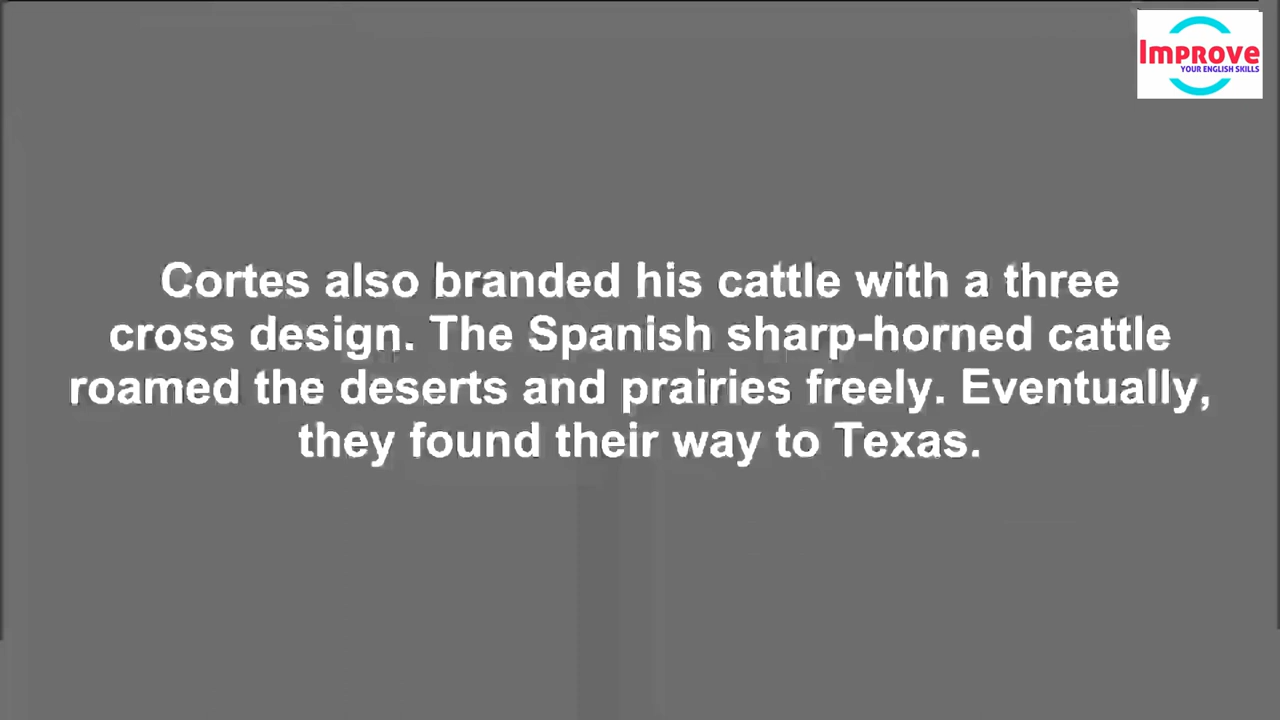 Improve
YOUR ENGLISH SKILLS
Cortes also branded his cattle with a three
cross design. The Spanish sharp-horned cattle
roamed the deserts and prairies freely. Eventually,
they found their way to Texas.